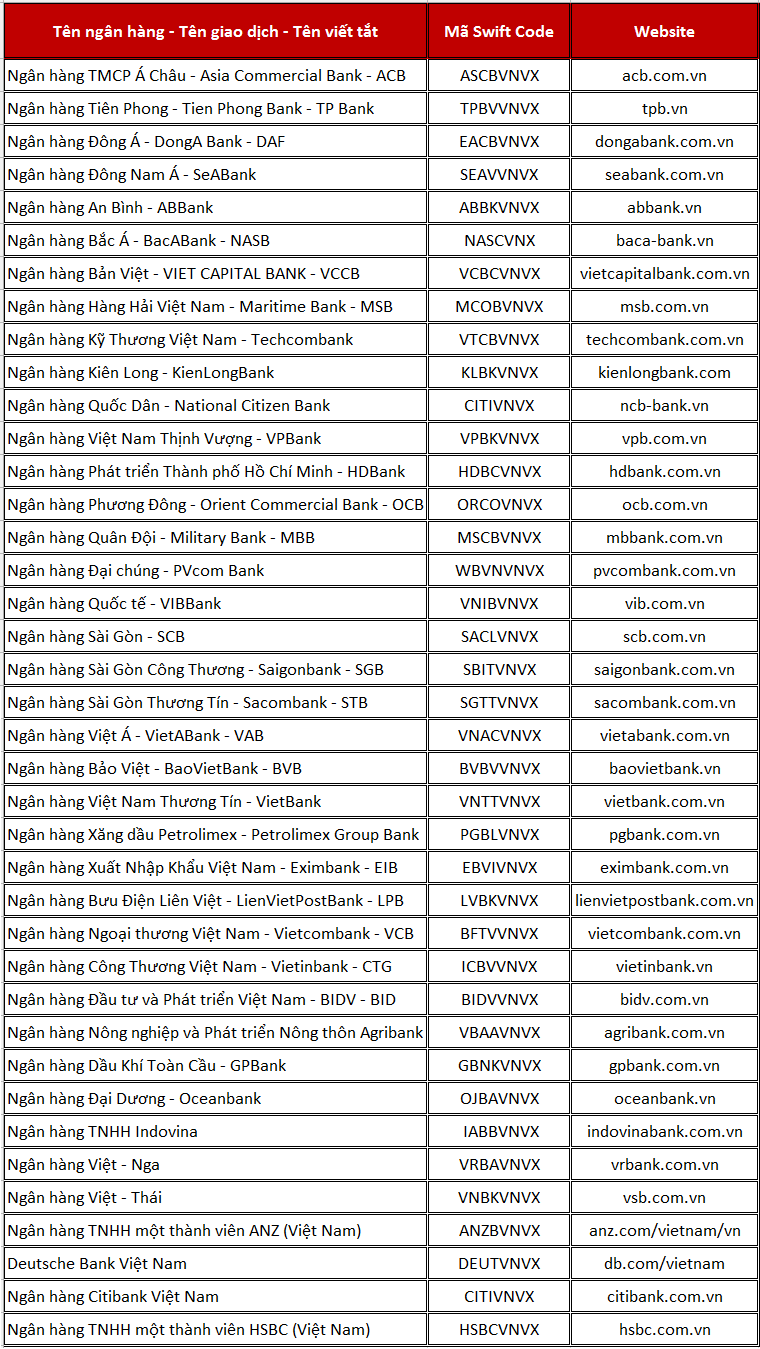 Tên ngân hàng - Tên giao dịch - Tên viết tắt Mã Swift Code Website
Ngân hàng TMCP Á Châu - Asia Commercial Bank - ACB ASCBVNVX acb.com.vn
Ngân hàng Tiên Phong - Tien Phong Bank - TP Bank TPBVVNVX tpb.vn
Ngân hàng Đông Á - DongA Bank - DAF EACBVNVX dongabank.com.vn
Ngân hàng Đông Nam Á - SeABank SEAVVNVX seabank.com.vn
Ngân hàng An Bình - ABBank ABBKVNVX abbank.vn
Ngân hàng Bắc Á - BacABank - NASB NASCVNX baca-bank.vn
Ngân hàng Bản Việt - VIET CAPITAL BANK - VCCB VCBCVNVX vietcapitalbank.com.vn
Ngân hàng Hàng Hải Việt Nam - Maritime Bank - MSB MCOBVNVX msb.com.vn
Ngân hàng Kỹ Thương Việt Nam - Techcombank VTCBVNVX techcombank.com.vn
Ngân hàng Kiên Long - KienLongBank KLBKVNVX kienlongbank.com
Ngân hàng Quốc Dân - National Citizen Bank CITIVNVX ncb-bank.vn
Ngân hàng Việt Nam Thịnh Vượng - VPBank VPBKVNVX vpb.com.vn
Ngân hàng Phát triển Thành phố Hồ Chí Minh - HDBank HDBCVNVX hdbank.com.vn
Ngân hàng Phương Đông - Orient Commercial Bank - OCB ORCOVNVX ocb.com.vn
Ngân hàng Quân Đội - Military Bank - MBB MSCBVNVX mbbank.com.vn
Ngân hàng Đại chúng - PVcom Bank WBVNVNVX pvcombank.com.vn
Ngân hàng Quốc tế - VIBBank VNIBVNVX vib.com.vn
Ngân hàng Sài Gòn - SCB SACLVNVX scb.com.vn
Ngân hàng Sài Gòn Công Thương - Saigonbank - SGB SBITVNVX saigonbank.com.vn
Ngân hàng Sài Gòn Thương Tín - Sacombank - STB SGTTVNVX sacombank.com.vn
Ngân hàng Việt Á - VietABank - VAB VNACVNVX vietabank.com.vn
Ngân hàng Bảo Việt - BaoVietBank - BVB BVBVVNVX baovietbank.vn
Ngân hàng Việt Nam Thương Tín - VietBank VNTTVNVX vietbank.com.vn
Ngân hàng Xăng dầu Petrolimex - Petrolimex Group Bank PGBLVNVX pgbank.com.vn
Ngân hàng Xuất Nhập Khẩu Việt Nam - Eximbank - EIB EBVIVNVX eximbank.com.vn
Ngân hàng Bưu Điện Liên Việt - LienVietPostBank - LPB LVBKVNVX lienvietpostbank.com.vn
Ngân hàng Ngoại thương Việt Nam - Vietcombank - VCB BFTVVNVX vietcombank.com.vn
Ngân hàng Công Thương Việt Nam - Vietinbank - CTG ICBVVNVX vietinbank.vn
Ngân hàng Đầu tư và Phát triển Việt Nam - BIDV - BID BIDVVNVX bidv.com.vn
Ngân hàng Nông nghiệp và Phát triển Nông thôn Agribank VBAAVNVX agribank.com.vn
Ngân hàng Dầu Khí Toàn Cầu - GPBank GBNKVNVX gpbank.com.vn
Ngân hàng Đại Dương - Oceanbank OJBAVNVX oceanbank.vn
Ngân hàng TNHH Indovina IABBVNVX indovinabank.com.vn
Ngân hàng Việt - Nga VRBAVNVX vrbank.com.vn
Ngân hàng Việt - Thái VNBKVNVX vsb.com.vn
Ngân hàng TNHH một thành viên ANZ (Việt Nam) ANZBVNVX anz.com/vietnam/vn
Deutsche Bank Việt Nam DEUTVNVX db.com/vietnam
Ngân hàng Citibank Việt Nam CITIVNVX citibank.com.vn
Ngân hàng TNHH một thành viên HSBC (Việt Nam) HSBCVNVX hsbc.com.vn